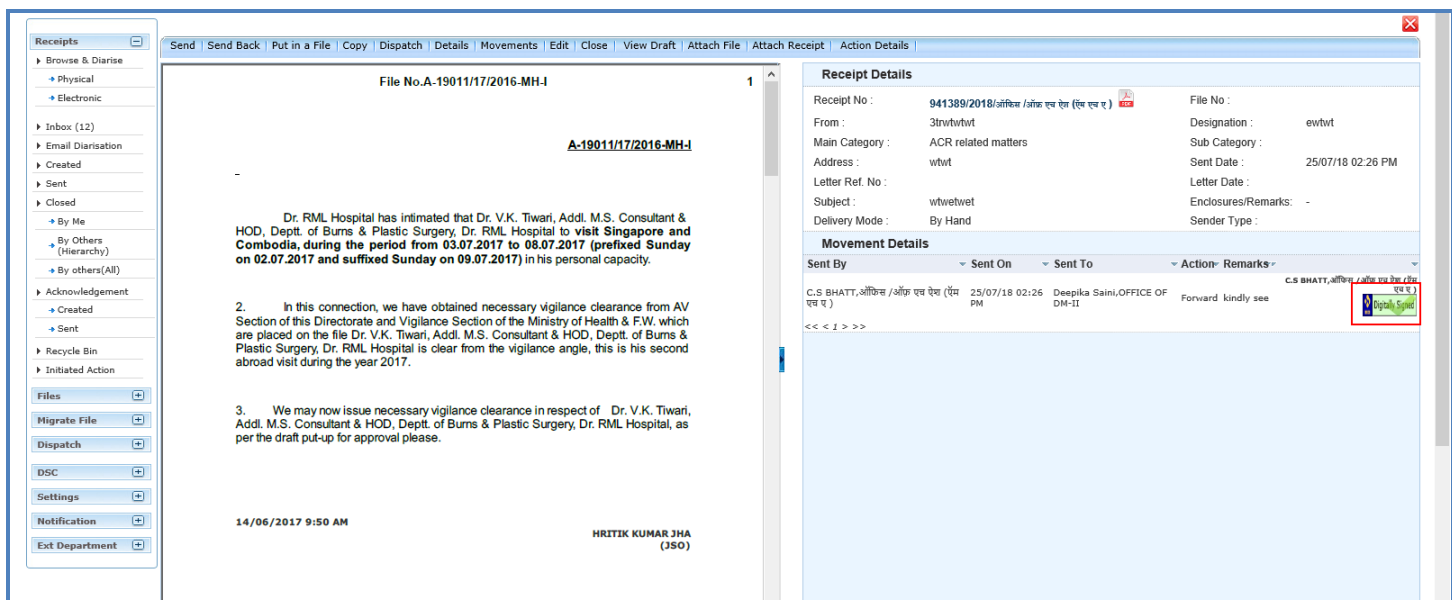 Receipts
Browse & Diarise
Physical
Electronic
Inbox (12)
Email Diarisation
Created
Sent
Closed
By Me
By Others
(Hierarchy)
By others(All)
Acknowledgement
Created
Sent
Recycle Bin
Initiated Action
Files
Migrate File
Dispatch
DSC
Settings
Notification
Ext Department
Send | Send Back | Put in a File | Copy | Dispatch | Details | Movements | Edit | Close | View Draft | Attach File | Attach Receipt | Action Details |
File No.A-19011/17/2016-MH-I 1
A-19011/17/2016-MH-I
Dr. RML Hospital has intimated that Dr. V.K. Tiwari, Addl. M.S. Consultant &
HOD, Deptt. of Burns & Plastic Surgery, Dr. RML Hospital to visit Singapore and
Combodia, during the period from 03.07.2017 to 08.07.2017 (prefixed Sunday
on 02.07.2017 and suffixed Sunday on 09.07.2017) in his personal capacity.
2. In this connection, we have obtained necessary vigilance clearance from AV
Section of this Directorate and Vigilance Section of the Ministry of Health & F.W. which
are placed on the file Dr. V.K. Tiwari, Addl. M.S. Consultant & HOD, Deptt. of Burns &
Plastic Surgery, Dr. RML Hospital is clear from the vigilance angle, this is his second
abroad visit during the year 2017.
3. We may now issue necessary vigilance clearance in respect of Dr. V.K. Tiwari,
Addl. M.S. Consultant & HOD, Deptt. of Burns & Plastic Surgery, Dr. RML Hospital, as
per the draft put-up for approval please.
14/06/2017 9:50 AM
HRITIK KUMAR JHA
(JSO)
Receipt Details
Receipt No : 941389/2018/ऑफिस /ऑफ़ एच ऐश (ऍम एच ए ) File No :
From : 3trwtwtwt Designation : ewtwt
Main Category : ACR related matters Sub Category :
Address : wtwt Sent Date : 25/07/18 02:26 PM
Letter Ref. No : Letter Date :
Subject : wtwetwet Enclosures/Remarks: -
Delivery Mode : By Hand Sender Type :
Movement Details
Sent By Sent On Sent To Action Remarks
C.S BHATT,ऑफिस /ऑफ़ एच ऐश (ऍम
एच ए )
25/07/18 02:26
PM
Deepika Saini,OFFICE OF
DM-II
Forward kindly see
C.S BHATT,ऑफिस /ऑफ़ एच ऐश (ऍम
एच ए )
Digitally Signed
<< < 1 > >>